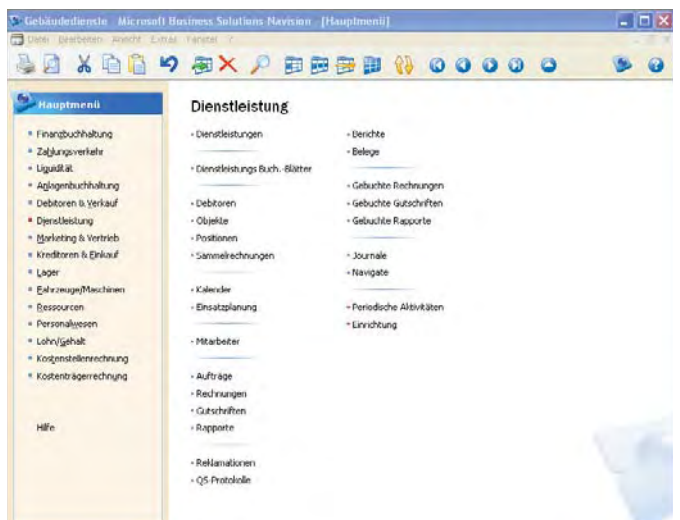 Gebäudedienste - Microsoft Business Solutions-Navision - [Hauptmenü]
Datei Bearbeiten Ansicht Extras Fenster ?
Hauptmenü
Finanzbuchhaltung
Zahlungsverkehr
Liquidität
Anlagenbuchhaltung
Debitoren & Verkauf
Dienstleistung
Marketing & Vertrieb
Kreditoren & Einkauf
Lager
Fahrzeuge/Maschinen
Ressourcen
Personalwesen
Lohn/Gehalt
Kostenstellenrechnung
Kostenträgerrechnung
Hilfe
Dienstleistung
Dienstleistungen
Dienstleistungs Buch.-Blätter
Debitoren
Objekte
Positionen
Sammelrechnungen
Kalender
Einsatzplanung
Mitarbeiter
Aufträge
Rechnungen
Gutschriften
Rapporte
Reklamationen
QS-Protokolle
Berichte
Belege
Gebuchte Rechnungen
Gebuchte Gutschriften
Gebuchte Rapporte
Journale
Navigate
Periodische Aktivitäten
Einrichtung